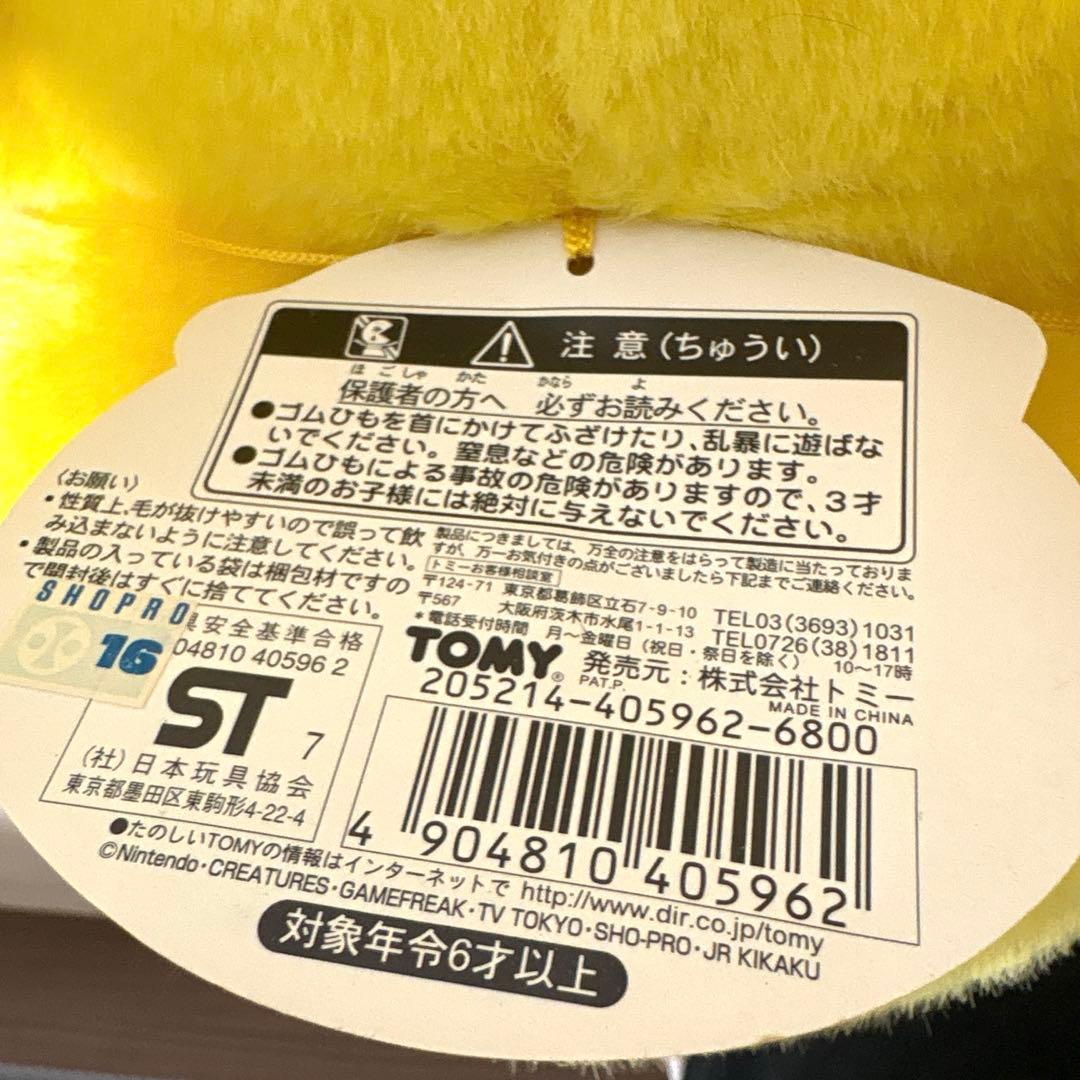 注意(ちゅうい)
ほごしゃ かた かなら よ
保護者の方へ 必ずお読みください。
●ゴムひもを首にかけてふざけたり、乱暴に遊ばな
いでください。窒息などの危険があります。
●ゴムひもによる事故の危険がありますので、3才
未満のお子様には絶対に与えないでください。
〈お願い〉
・性質上、毛が抜けやすいので誤って飲
み込まないように注意してください。
・製品の入っている袋は梱包材ですの
で開封後はすぐに捨ててください。
製品につきましては、万全の注意をはらって製造に当たっておりま
すが、万一お気付きの点がございましたら下記までご連絡ください。
トミーお客様相談室
〒124-71 東京都葛飾区立石7-9-10 TEL03(3693)1031
〒567 大阪府茨木市水尾1-1-13 TEL0726(38)1811
*電話受付時間 月〜金曜日(祝日・祭日を除く) 10〜17時
TOMY® 発売元:株式会社トミー
PAT.P. MADE IN CHINA
205214-405962-6800
SHOPRO
16
具安全基準合格
04810 40596 2
ST 7
(社)日本玩具協会
東京都墨田区東駒形4-22-4
4 904810 405962
●たのしいTOMYの情報はインターネットで http://www.dir.co.jp/tomy
©Nintendo・CREATURES・GAMEFREAK・TV TOKYO・SHO-PRO・JR KIKAKU
対象年令6才以上